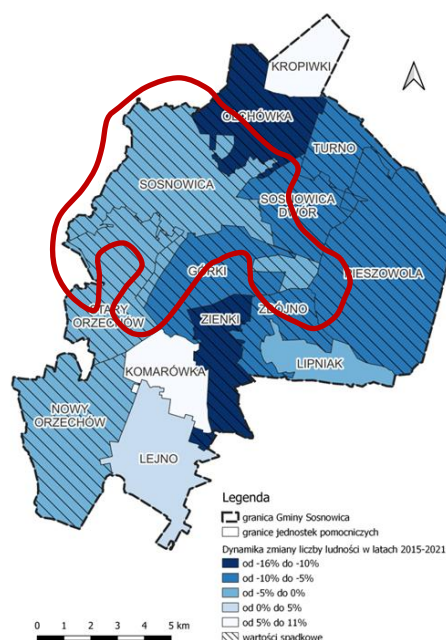 KROPIWKI
OLCHÓWKA
TURNO
SOSNOWICA
SOSNOWICA
DWÓR
PIESZOWOLA
GÓRKI
ZBÓJNO
STARY
ORZECHÓW
ZIENKI
LIPNIAK
KOMARÓWKA
NOWY
ORZECHÓW
LEJNO
Legenda
granica Gminy Sosnowica
granice jednostek pomocniczych
Dynamika zmiany liczby ludności w latach 2015-2021
od -16% do -10%
od -10% do -5%
od -5% do 0%
od 0% do 5%
od 5% do 11%
wartości spadkowe
0 1 2 3 4 5 km